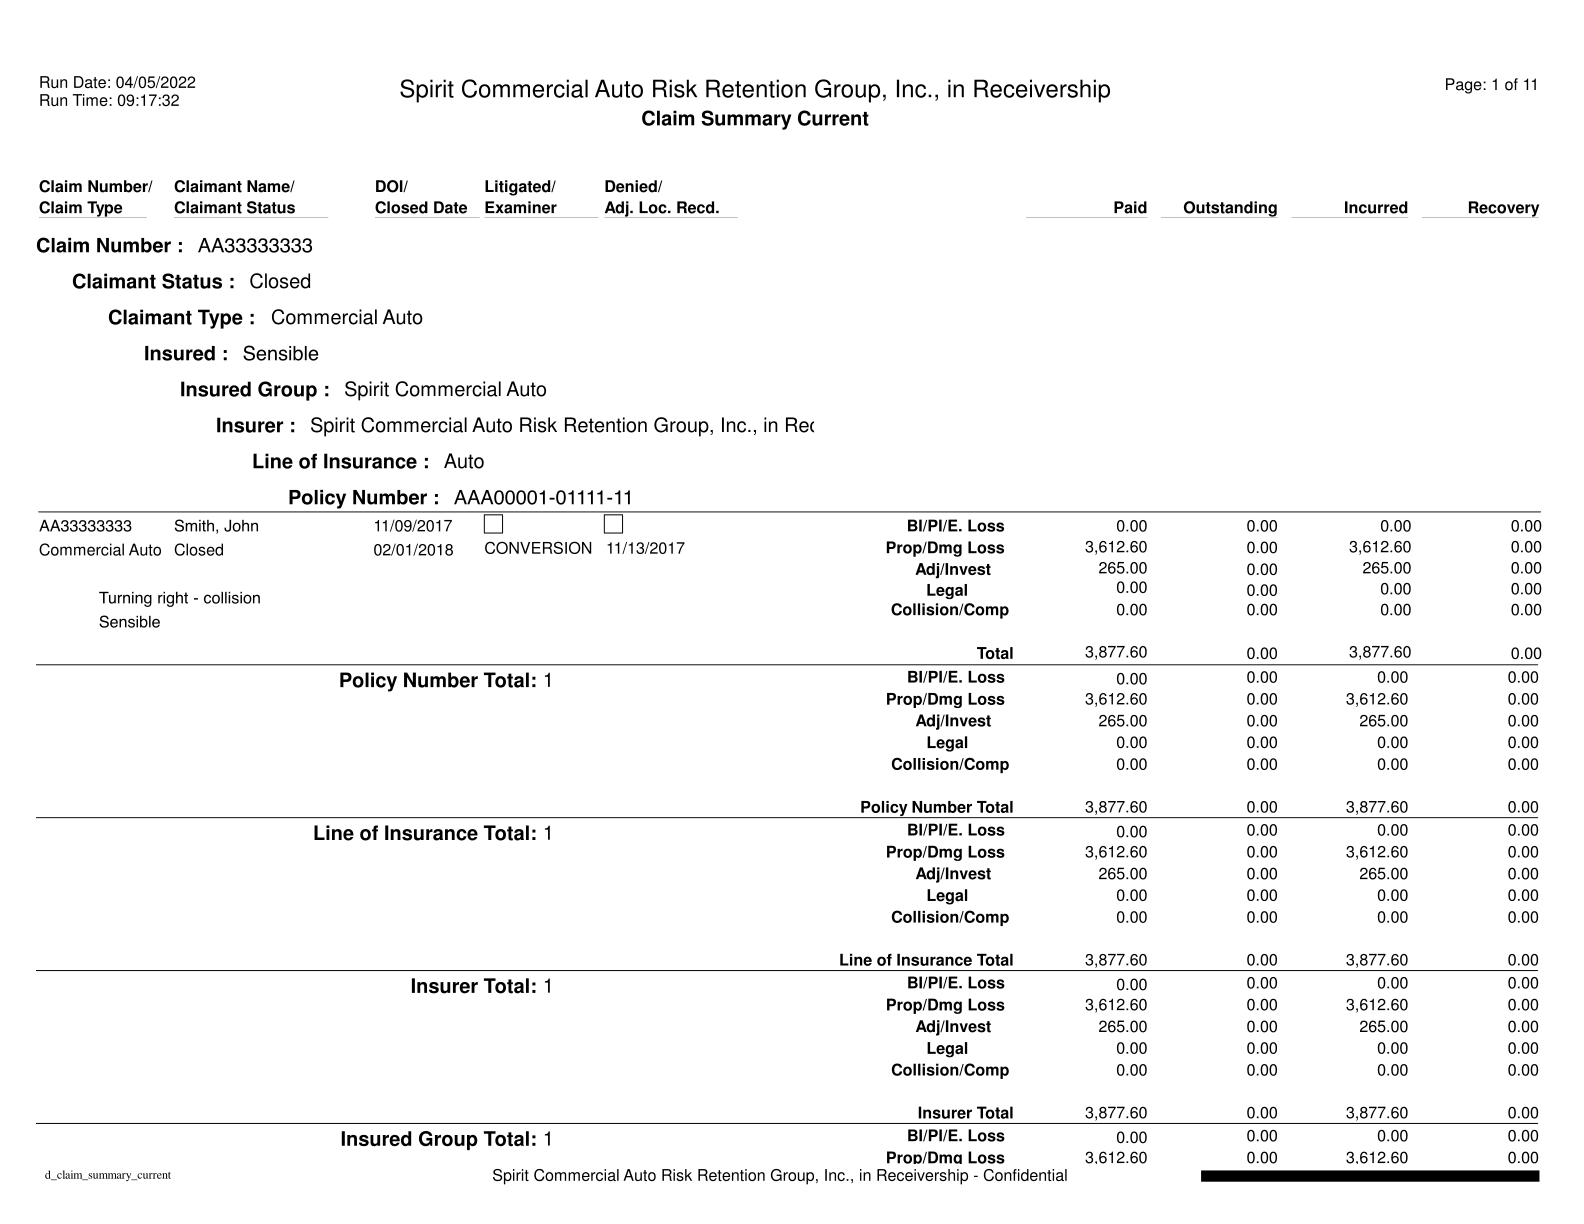 Run Date: 04/05/2022
Run Time: 09:17:32
Spirit Commercial Auto Risk Retention Group, Inc., in Receivership
Page: 1 of 11
Claim Summary Current
Claim Number/ Claimant Name/ DOI/ Litigated/ Denied/
Claim Type Claimant Status Closed Date Examiner Adj. Loc. Recd. Paid Outstanding Incurred Recovery
Claim Number : AA33333333
Claimant Status : Closed
Claimant Type : Commercial Auto
Insured : Sensible
Insured Group : Spirit Commercial Auto
Insurer : Spirit Commercial Auto Risk Retention Group, Inc., in Rec
Line of Insurance : Auto
Policy Number : AAA00001-01111-11
AA33333333 Smith, John 11/09/2017 BI/PI/E. Loss 0.00 0.00 0.00 0.00
Commercial Auto Closed 02/01/2018 CONVERSION 11/13/2017 Prop/Dmg Loss 3,612.60 0.00 3,612.60 0.00
Adj/Invest 265.00 0.00 265.00 0.00
Turning right - collision Legal 0.00 0.00 0.00 0.00
Sensible Collision/Comp 0.00 0.00 0.00 0.00
Total 3,877.60 0.00 3,877.60 0.00
Policy Number Total: 1 BI/PI/E. Loss 0.00 0.00 0.00 0.00
Prop/Dmg Loss 3,612.60 0.00 3,612.60 0.00
Adj/Invest 265.00 0.00 265.00 0.00
Legal 0.00 0.00 0.00 0.00
Collision/Comp 0.00 0.00 0.00 0.00
Policy Number Total 3,877.60 0.00 3,877.60 0.00
Line of Insurance Total: 1 BI/PI/E. Loss 0.00 0.00 0.00 0.00
Prop/Dmg Loss 3,612.60 0.00 3,612.60 0.00
Adj/Invest 265.00 0.00 265.00 0.00
Legal 0.00 0.00 0.00 0.00
Collision/Comp 0.00 0.00 0.00 0.00
Line of Insurance Total 3,877.60 0.00 3,877.60 0.00
Insurer Total: 1 BI/PI/E. Loss 0.00 0.00 0.00 0.00
Prop/Dmg Loss 3,612.60 0.00 3,612.60 0.00
Adj/Invest 265.00 0.00 265.00 0.00
Legal 0.00 0.00 0.00 0.00
Collision/Comp 0.00 0.00 0.00 0.00
Insurer Total 3,877.60 0.00 3,877.60 0.00
Insured Group Total: 1 BI/PI/E. Loss 0.00 0.00 0.00 0.00
Prop/Dmg Loss 3,612.60 0.00 3,612.60 0.00
d_claim_summary_current Spirit Commercial Auto Risk Retention Group, Inc., in Receivership - Confidential